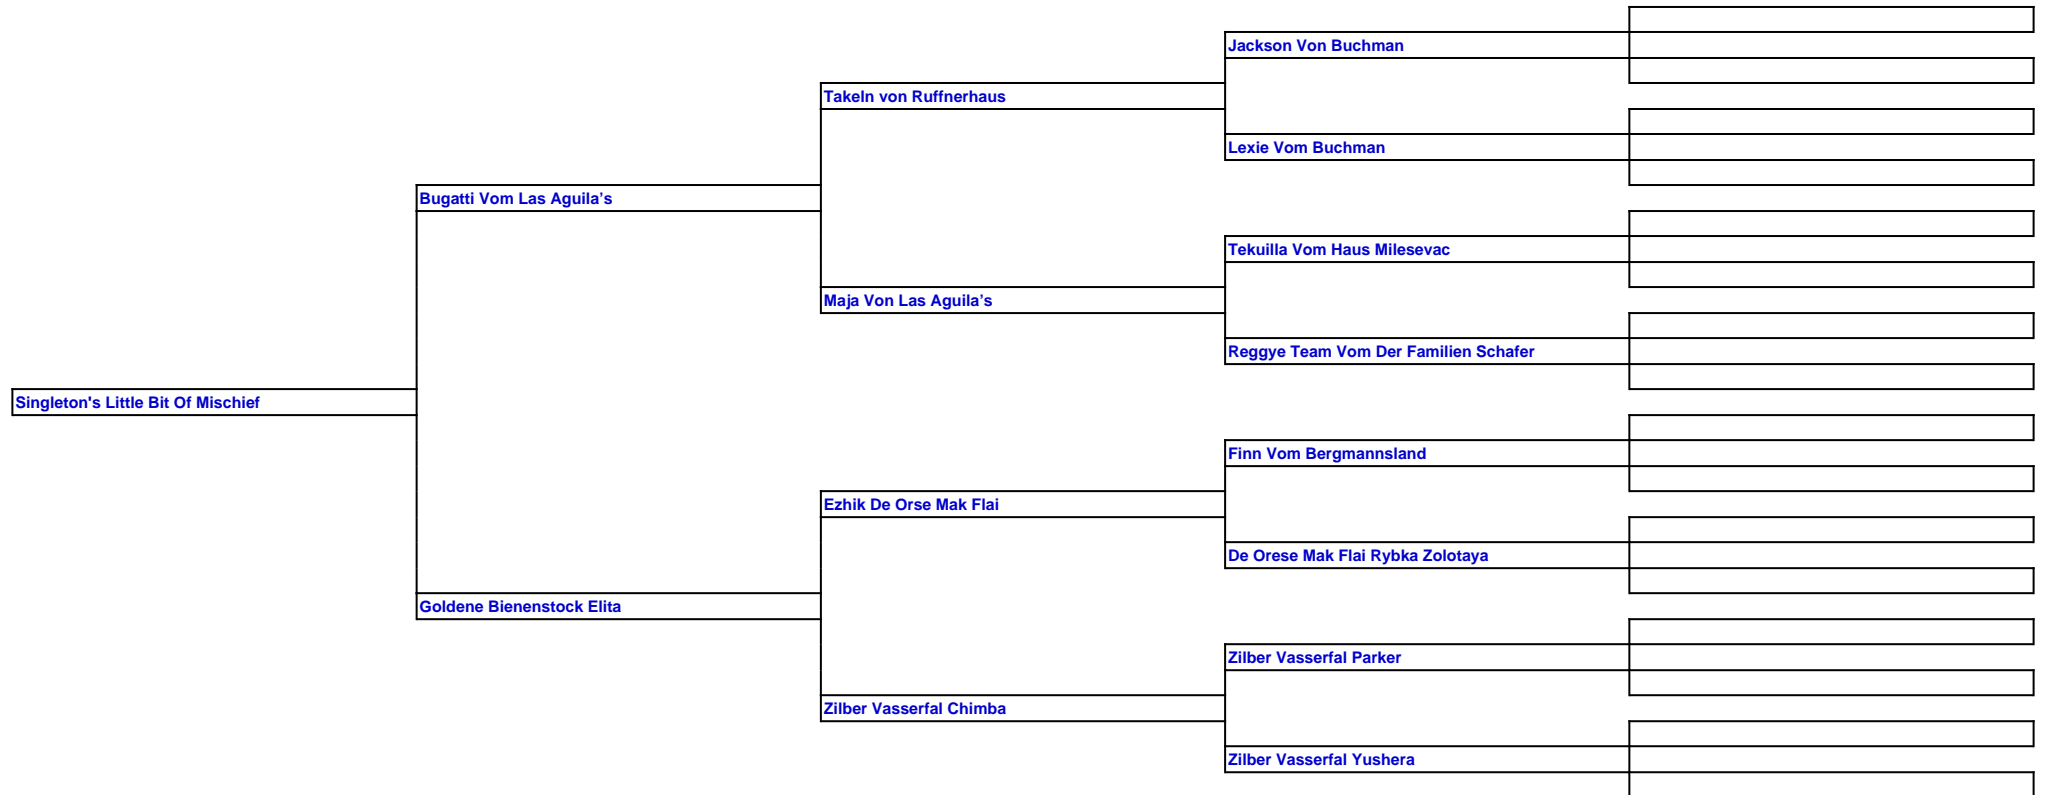 Jackson Von Buchman
Takeln von Ruffnerhaus
Lexie Vom Buchman
Bugatti Vom Las Aguila’s
Tekuilla Vom Haus Milesevac
Maja Von Las Aguila’s
Reggye Team Vom Der Familien Schafer
Singleton's Little Bit Of Mischief
Finn Vom Bergmannsland
Ezhik De Orse Mak Flai
De Orese Mak Flai Rybka Zolotaya
Goldene Bienenstock Elita
Zilber Vasserfal Parker
Zilber Vasserfal Chimba
Zilber Vasserfal Yushera